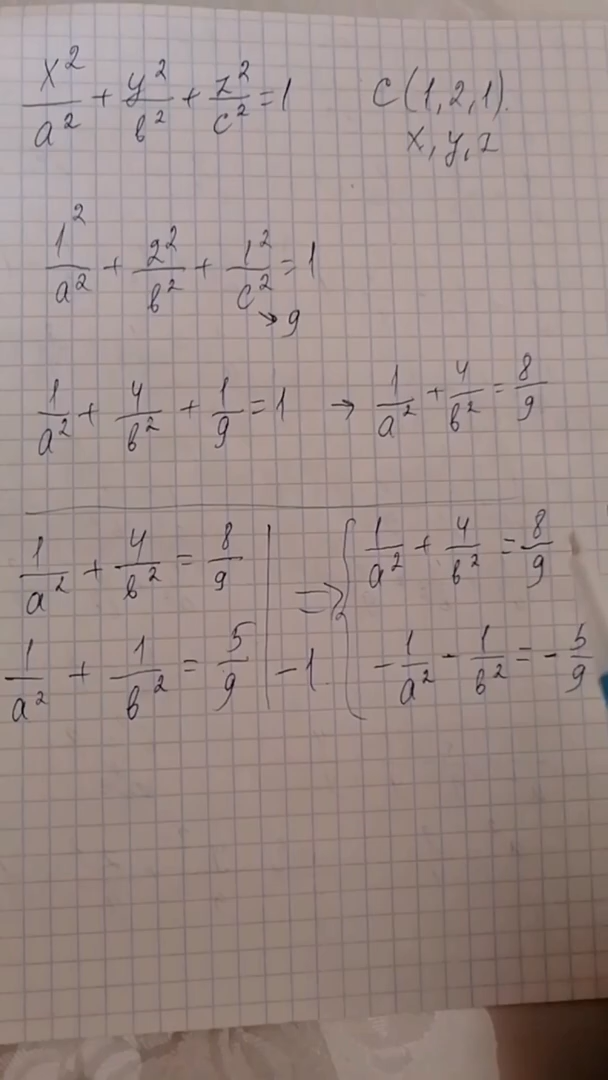 x²/a² + y²/b² + z²/c² = 1 C(1,2,1).
x, y, z
1²/a² + 2²/b² + 1²/c² = 1
→ 9
1/a² + 4/b² + 1/9 = 1 → 1/a² + 4/b² = 8/9
1/a² + 4/b² = 8/9 | ⇒ { 1/a² + 4/b² = 8/9
1/a² + 1/b² = 5/9 | -1 { -1/a² - 1/b² = -5/9